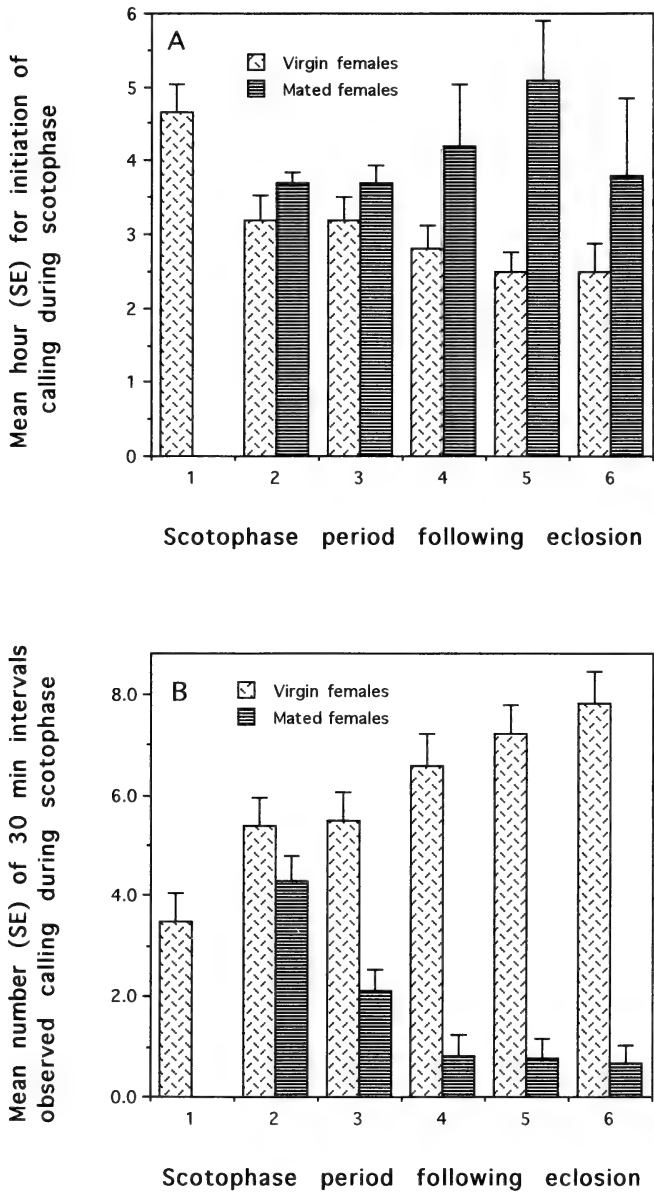 A
Virgin females
Mated females
Mean hour (SE) for initiation of
calling during scotophase
6
5
4
3
2
1
0
1 2 3 4 5 6
Scotophase period following eclosion
B
Virgin females
Mated females
Mean number (SE) of 30 min intervals
observed calling during scotophase
8.0
6.0
4.0
2.0
0.0
1 2 3 4 5 6
Scotophase period following eclosion